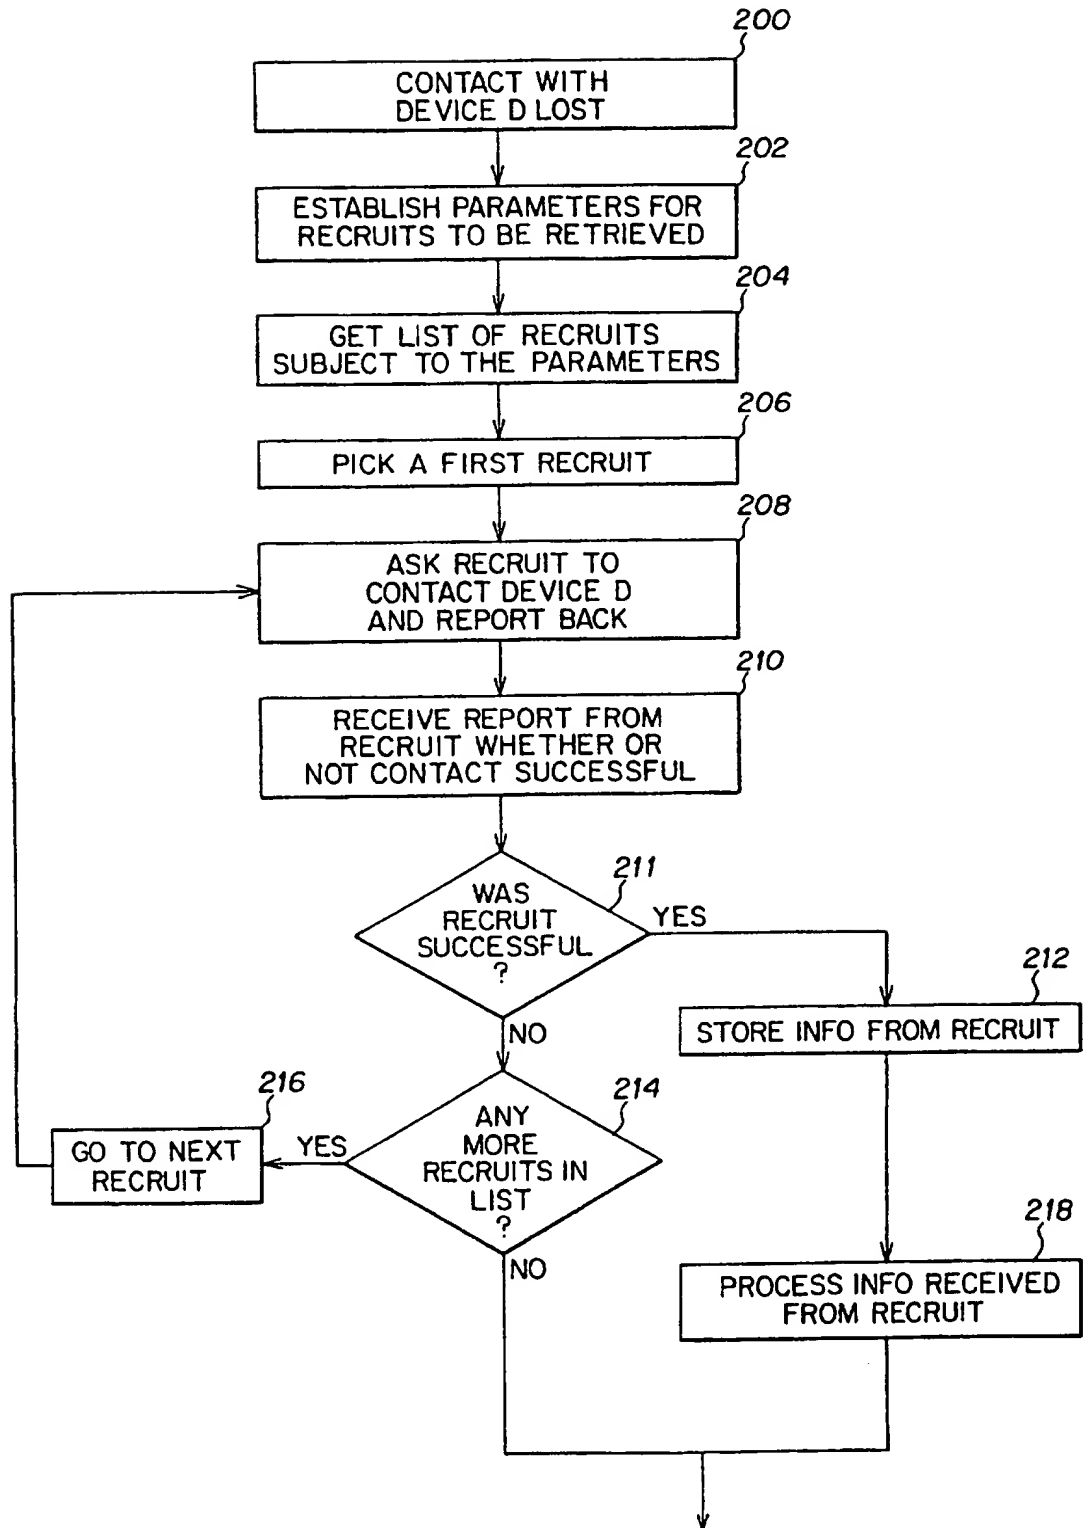 200
CONTACT WITH
DEVICE D LOST
202
ESTABLISH PARAMETERS FOR
RECRUITS TO BE RETRIEVED
204
GET LIST OF RECRUITS
SUBJECT TO THE PARAMETERS
206
PICK A FIRST RECRUIT
208
ASK RECRUIT TO
CONTACT DEVICE D
AND REPORT BACK
210
RECEIVE REPORT FROM
RECRUIT WHETHER OR
NOT CONTACT SUCCESSFUL
211
WAS
RECRUIT
SUCCESSFUL
?
YES
NO
212
STORE INFO FROM RECRUIT
214
ANY
MORE
RECRUITS IN
LIST
?
YES
NO
216
GO TO NEXT
RECRUIT
218
PROCESS INFO RECEIVED
FROM RECRUIT